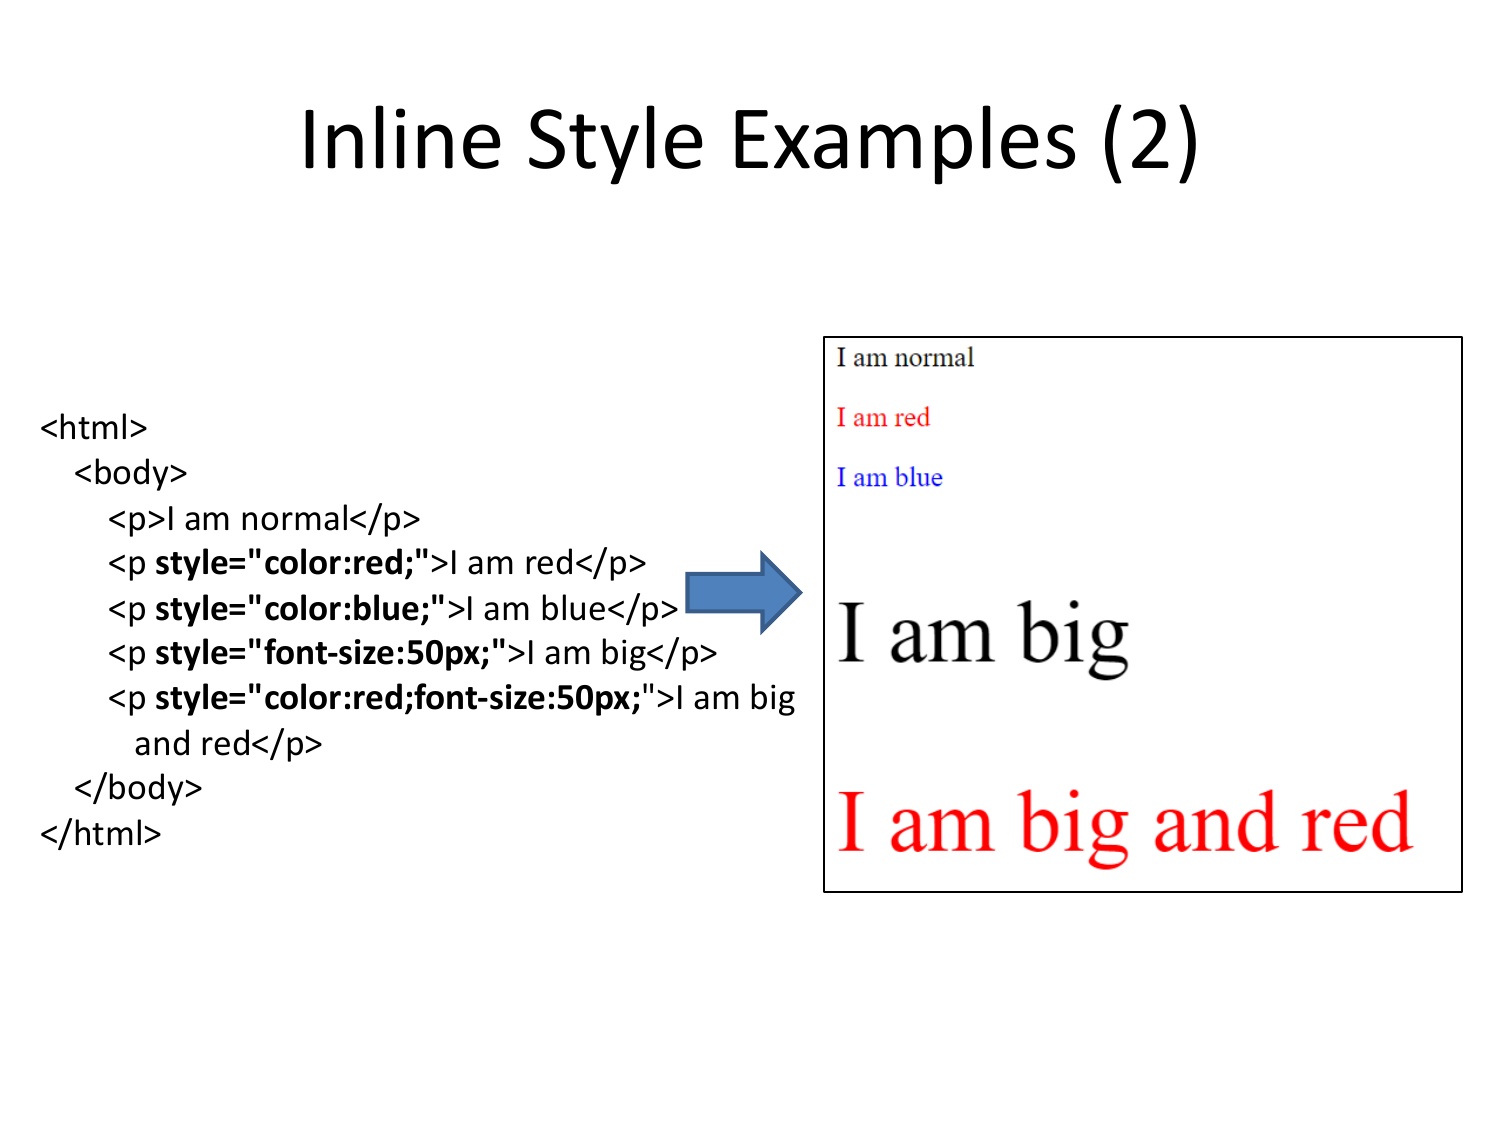 Inline Style Examples (2)
<html>
<body>
<p>I am normal</p>
<p style="color:red;">I am red</p>
<p style="color:blue;">I am blue</p>
<p style="font-size:50px;">I am big</p>
<p style="color:red;font-size:50px;">I am big
and red</p>
</body>
</html>
I am normal
I am red
I am blue
I am big
I am big and red